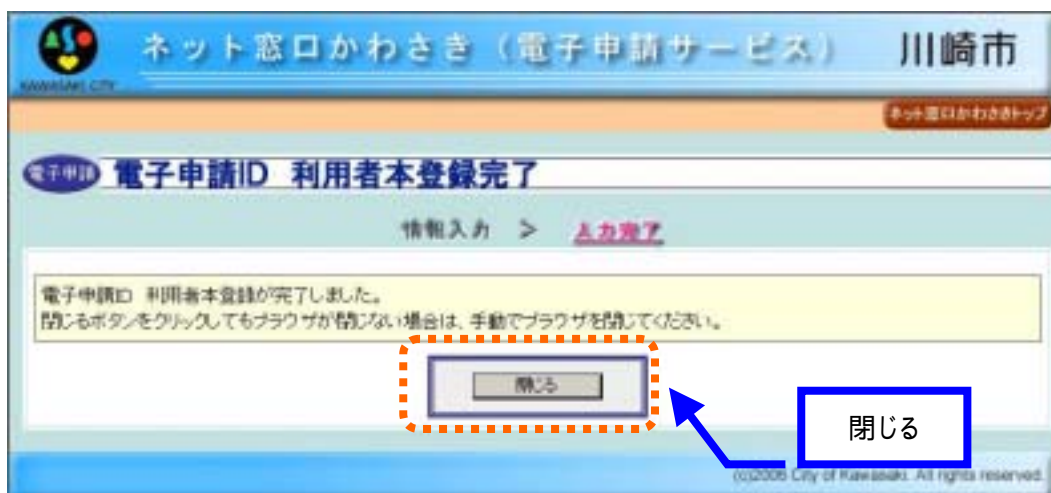 ネット窓口かわさき（電子申請サービス） 川崎市
KAWASAKI CITY
ネット窓口かわさきトップ
電子申請 電子申請ID 利用者本登録完了
情報入力 ＞ 入力完了
電子申請ID 利用者本登録が完了しました。
閉じるボタンをクリックしてもブラウザが閉じない場合は、手動でブラウザを閉じてください。
閉じる
閉じる
(c)2006 City of Kawasaki. All rights reserved.